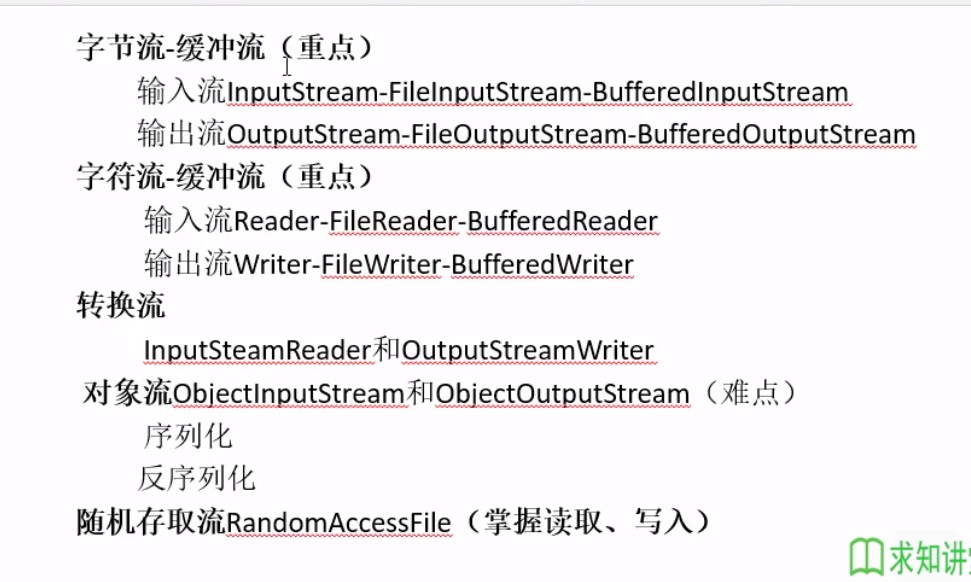 字节流-缓冲流（重点）
输入流InputStream-FileInputStream-BufferedInputStream
输出流OutputStream-FileOutputStream-BufferedOutputStream
字符流-缓冲流（重点）
输入流Reader-FileReader-BufferedReader
输出流Writer-FileWriter-BufferedWriter
转换流
InputSteamReader和OutputStreamWriter
对象流ObjectInputStream和ObjectOutputStream（难点）
序列化
反序列化
随机存取流RandomAccessFile（掌握读取、写入）
求知讲